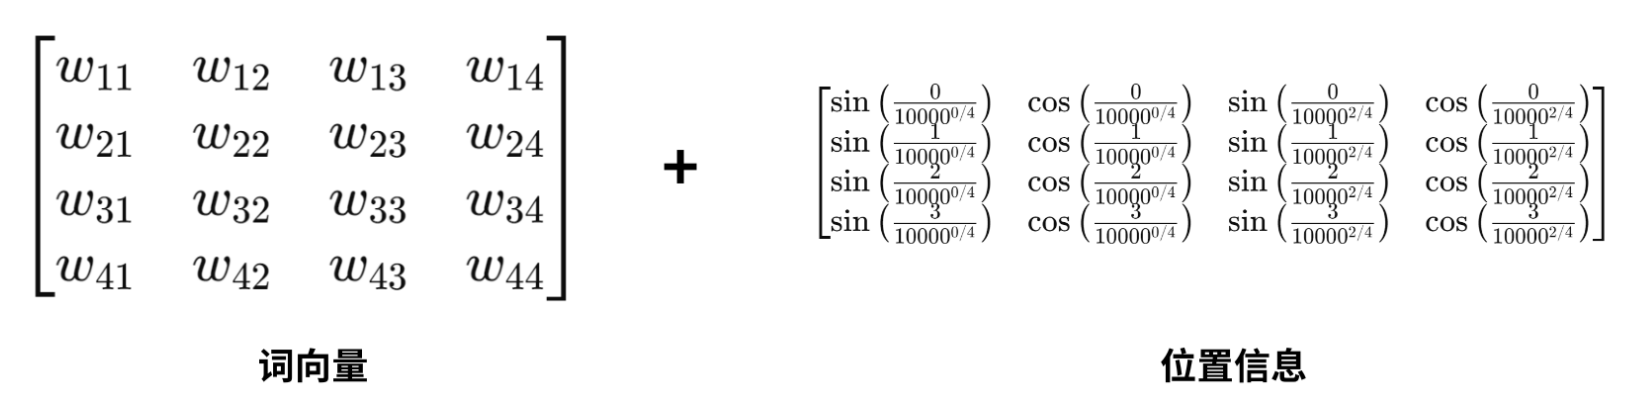 w₁₁ w₁₂ w₁₃ w₁₄
w₂₁ w₂₂ w₂₃ w₂₄
w₃₁ w₃₂ w₃₃ w₃₄
w₄₁ w₄₂ w₄₃ w₄₄
+
sin(0/10000^{0/4}) cos(0/10000^{0/4}) sin(0/10000^{2/4}) cos(0/10000^{2/4})
sin(1/10000^{0/4}) cos(1/10000^{0/4}) sin(1/10000^{2/4}) cos(1/10000^{2/4})
sin(2/10000^{0/4}) cos(2/10000^{0/4}) sin(2/10000^{2/4}) cos(2/10000^{2/4})
sin(3/10000^{0/4}) cos(3/10000^{0/4}) sin(3/10000^{2/4}) cos(3/10000^{2/4})
词向量
位置信息